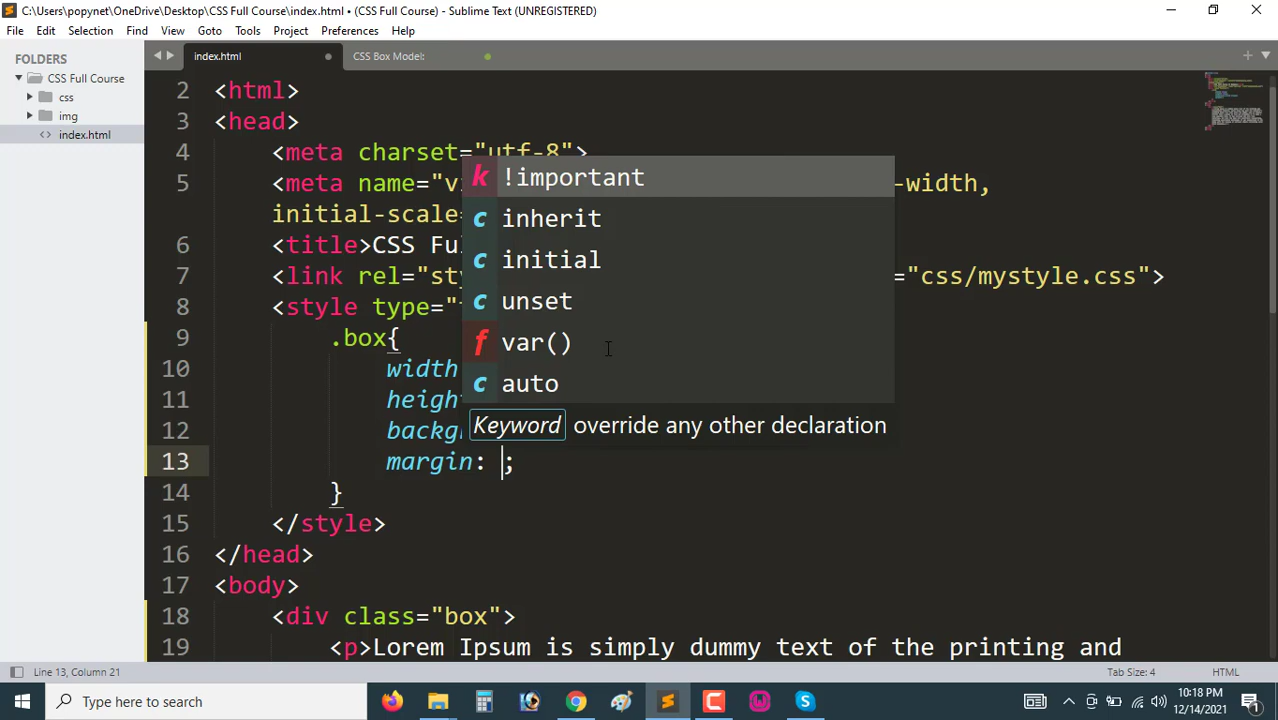 C:\Users\popynet\OneDrive\Desktop\CSS Full Course\index.html • (CSS Full Course) - Sublime Text (UNREGISTERED)
File Edit Selection Find View Goto Tools Project Preferences Help
FOLDERS
CSS Full Course
css
img
index.html
index.html
CSS Box Model:
2 <html>
3 <head>
4 <meta charset="utf-8">
5 <meta name="vi -width,
initial-scale=
6 <title>CSS Ful
7 <link rel="sty ="css/mystyle.css">
8 <style type="
9 .box{
10 width
11 height
12 backg
13 margin: ;
14 }
15 </style>
16 </head>
17 <body>
18 <div class="box">
19 <p>Lorem Ipsum is simply dummy text of the printing and
k !important
c inherit
c initial
c unset
f var()
c auto
Keyword override any other declaration
Line 13, Column 21
Tab Size: 4
HTML
Type here to search
10:18 PM
12/14/2021
1